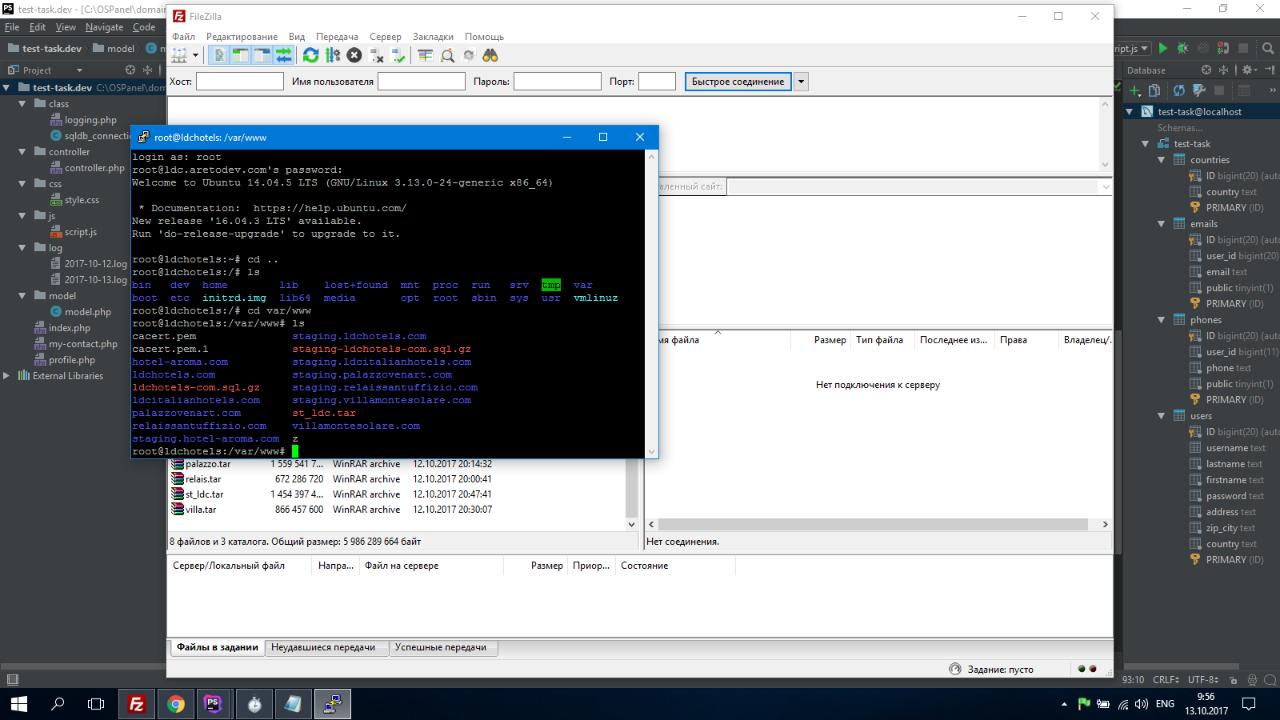 test-task.dev - C:\OSPanel\domain
File Edit View Navigate Code
test-task.dev model
Project
test-task.dev C:\OSPanel\dom
class
logging.php
sqldb_connecti
controller
controller.php
css
style.css
js
script.js
log
2017-10-12.log
2017-10-13.log
model
model.php
index.php
my-contact.php
profile.php
External Libraries
FileZilla
Файл Редактирование Вид Передача Сервер Закладки Помощь
Хост: Имя пользователя Пароль: Порт: Быстрое соединение
root@ldchotels: /var/www
login as: root
root@ldc.aretodev.com's password:
Welcome to Ubuntu 14.04.5 LTS (GNU/Linux 3.13.0-24-generic x86_64)
* Documentation: https://help.ubuntu.com/
New release '16.04.3 LTS' available.
Run 'do-release-upgrade' to upgrade to it.
root@ldchotels:~# cd ..
root@ldchotels:/# ls
bin dev home lib lost+found mnt proc run srv tmp var
boot etc initrd.img lib64 media opt root sbin sys usr vmlinuz
root@ldchotels:/# cd var/www
root@ldchotels:/var/www# ls
cacert.pem staging.ldchotels.com
cacert.pem.1 staging-ldchotels-com.sql.gz
hotel-aroma.com staging.ldcitalianhotels.com
ldchotels.com staging.palazzovenart.com
ldchotels-com.sql.gz staging.relaissantuffizio.com
ldcitalianhotels.com staging.villamontesolare.com
palazzovenart.com st_ldc.tar
relaissantuffizio.com villamontesolare.com
staging.hotel-aroma.com z
root@ldchotels:/var/www#
аленный сайт:
мя файла Размер Тип файла Последнее из... Права Владелец/.
Нет подключения к серверу
palazzo.tar 1 559 541 7... WinRAR archive 12.10.2017 20:14:32
relais.tar 672 286 720 WinRAR archive 12.10.2017 20:00:41
st_ldc.tar 1 454 397 4... WinRAR archive 12.10.2017 20:47:41
villa.tar 866 457 600 WinRAR archive 12.10.2017 20:30:07
8 файлов и 3 каталога. Общий размер: 5 986 289 664 байт
Нет соединения.
Сервер/Локальный файл Напра... Файл на сервере Размер Приор... Состояние
Файлы в задании Неудавшиеся передачи Успешные передачи
Задание: пусто
ript.js
Database
test-task@localhost
Schemas...
test-task
countries
ID bigint(20) (auto
country text
PRIMARY (ID)
emails
ID bigint(20) (auto
user_id bigint(20)
email text
public tinyint(1)
PRIMARY (ID)
phones
ID bigint(20) (auto
user_id bigint(11)
phone text
public tinyint(1)
PRIMARY (ID)
users
ID bigint(20) (auto
username text
lastname text
firstname text
password text
address text
zip_city text
country text
PRIMARY (ID)
93:10 CRLF UTF-8
ENG
9:56
13.10.2017